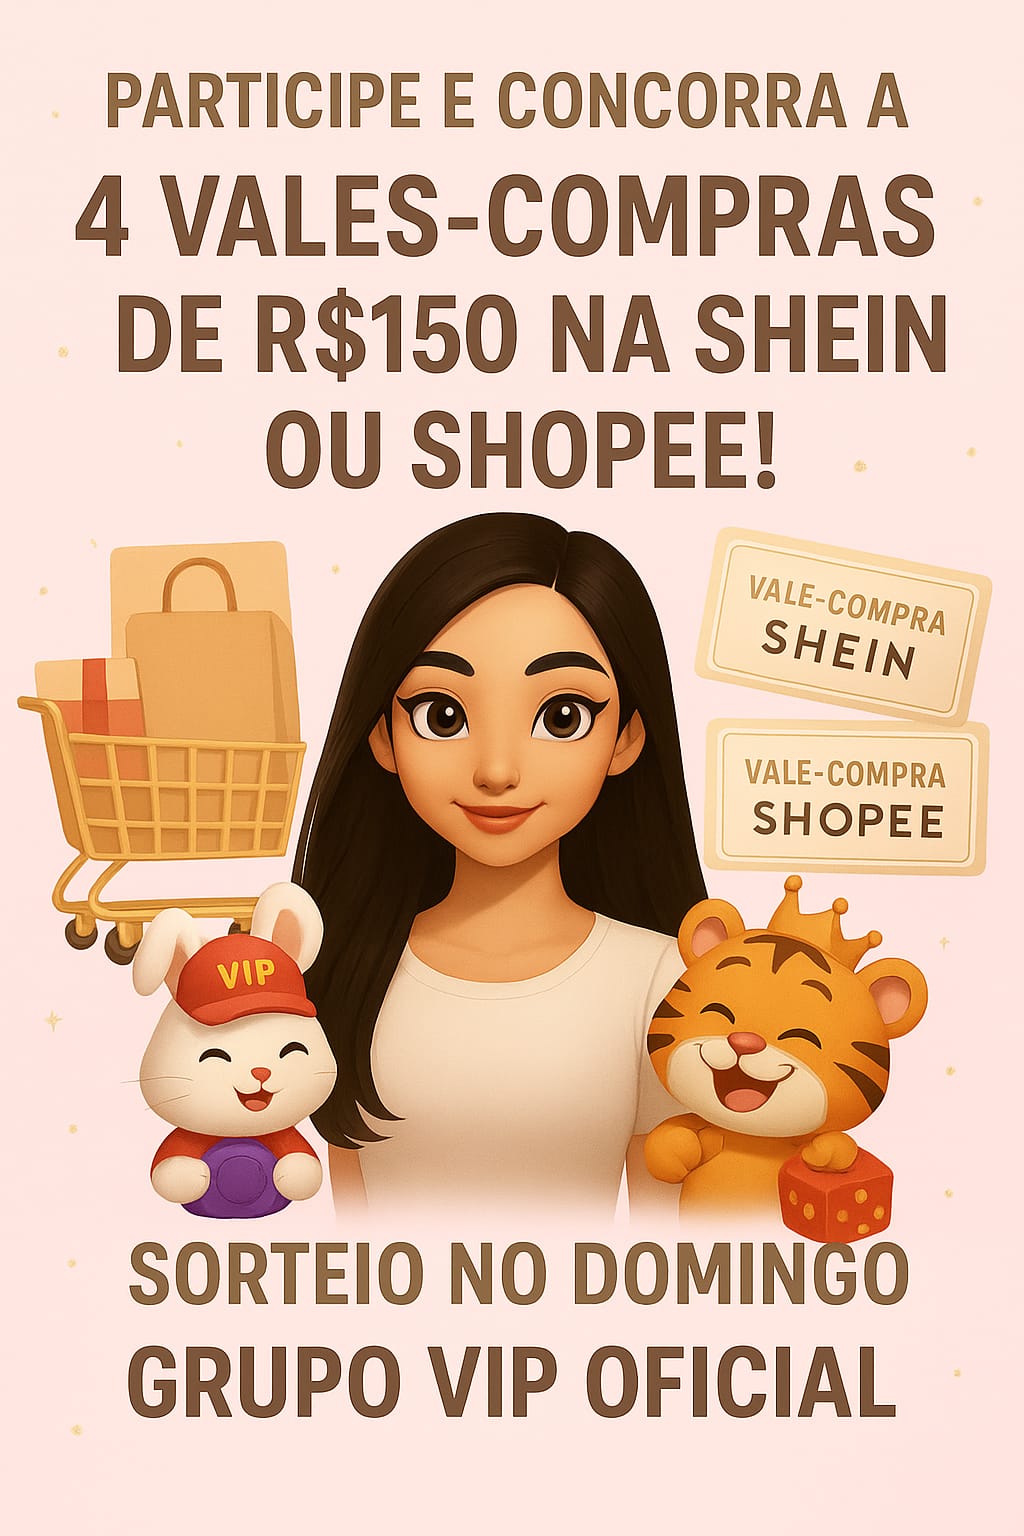 PARTICIPE E CONCORRA A
4 VALES-COMPRAS
DE R$150 NA SHEIN
OU SHOPEE!
VALE-COMPRA
SHEIN
VALE-COMPRA
SHOPEE
VIP
SORTEIO NO DOMINGO
GRUPO VIP OFICIAL